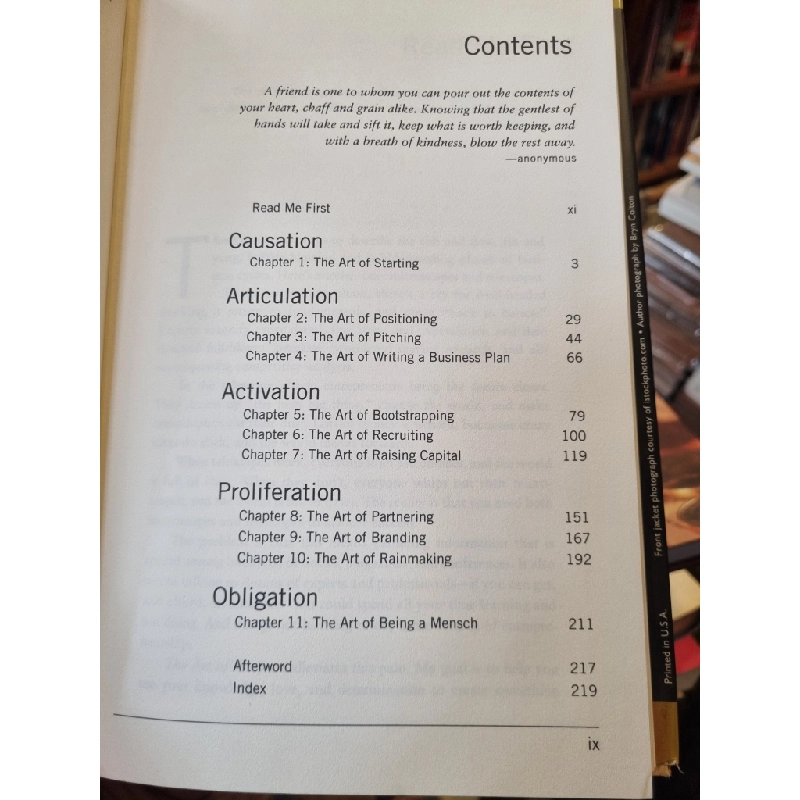 Contents
A friend is one to whom you can pour out the contents of
your heart, chaff and grain alike. Knowing that the gentlest of
hands will take and sift it, keep what is worth keeping, and
with a breath of kindness, blow the rest away.
—anonymous
Read Me First xi
Causation
Chapter 1: The Art of Starting 3
Articulation
Chapter 2: The Art of Positioning 29
Chapter 3: The Art of Pitching 44
Chapter 4: The Art of Writing a Business Plan 66
Activation
Chapter 5: The Art of Bootstrapping 79
Chapter 6: The Art of Recruiting 100
Chapter 7: The Art of Raising Capital 119
Proliferation
Chapter 8: The Art of Partnering 151
Chapter 9: The Art of Branding 167
Chapter 10: The Art of Rainmaking 192
Obligation
Chapter 11: The Art of Being a Mensch 211
Afterword 217
Index 219
ix
Front jacket photograph courtesy of istockphoto.com • Author photograph by Bryn Colton
Printed in U.S.A.